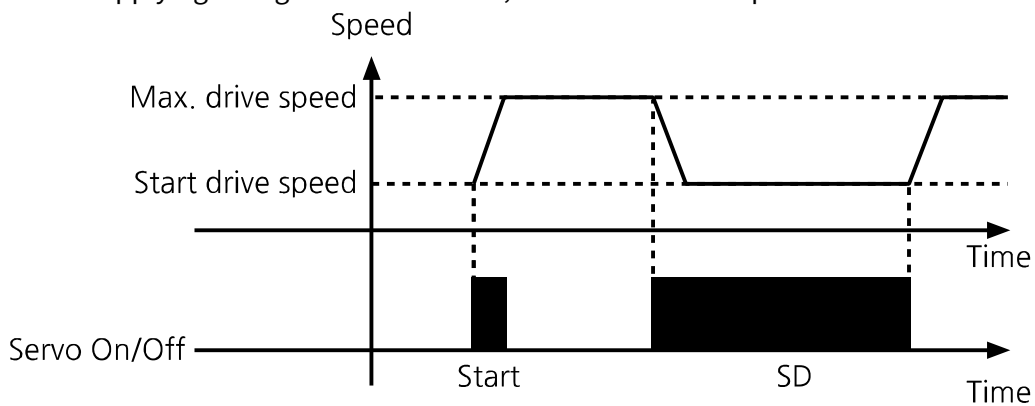 Speed
Max. drive speed
Start drive speed
Time
Servo On/Off
Start
SD
Time